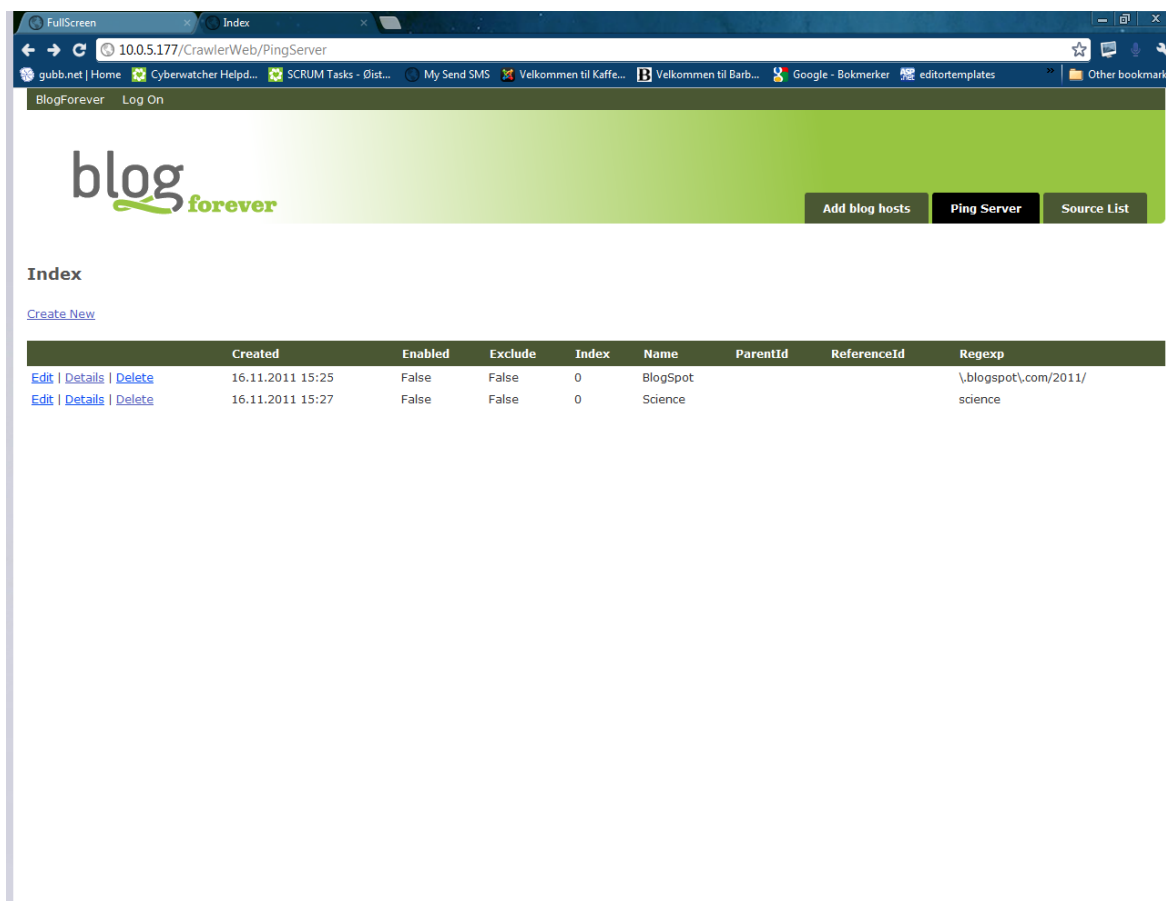 FullScreen Index
10.0.5.177/CrawlerWeb/PingServer
gubb.net | Home Cyberwatcher Helpd... SCRUM Tasks - Øist... My Send SMS Velkommen til Kaffe... Velkommen til Barb... Google - Bokmerker editortemplates » Other bookmark
BlogForever Log On
blog
forever
Add blog hosts Ping Server Source List
Index
Create New
Created Enabled Exclude Index Name ParentId ReferenceId Regexp
Edit | Details | Delete 16.11.2011 15:25 False False 0 BlogSpot \.blogspot\.com/2011/
Edit | Details | Delete 16.11.2011 15:27 False False 0 Science science